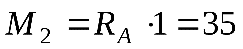 M₂ = R_A · 1 = 35